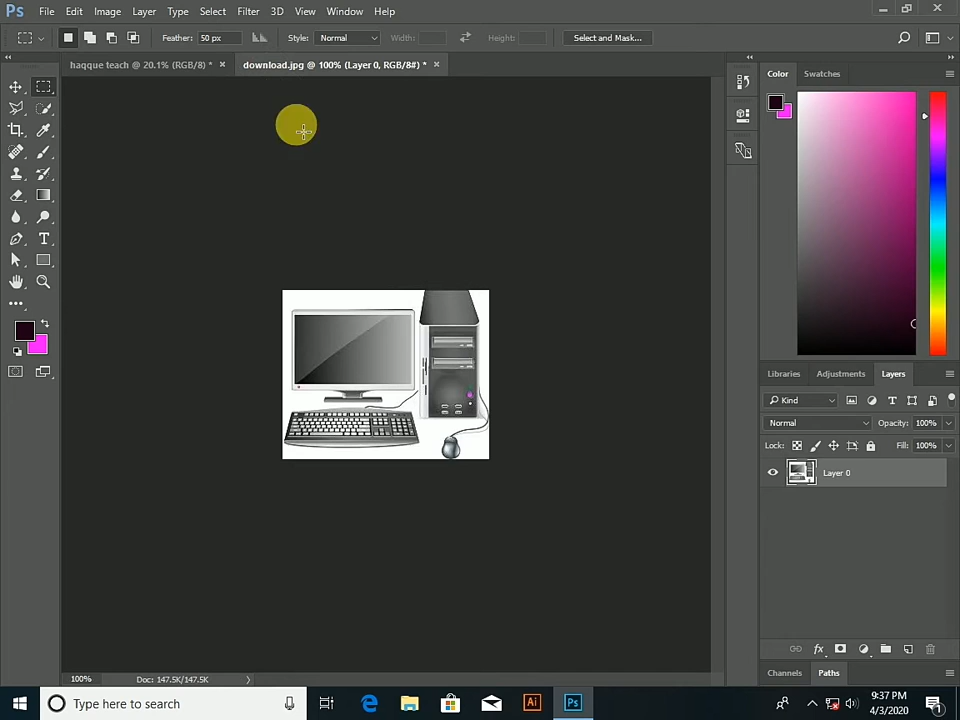 Ps File Edit Image Layer Type Select Filter 3D View Window Help
Feather: 50 px Style: Normal Width: Height: Select and Mask...
haqque teach @ 20.1% (RGB/8) * × download.jpg @ 100% (Layer 0, RGB/8#) * ×
Color Swatches
Libraries Adjustments Layers
Kind
Normal Opacity: 100%
Lock: Fill: 100%
Layer 0
100% Doc: 147.5K/147.5K
Channels Paths
Type here to search
Ai Ps
9:37 PM
4/3/2020
1